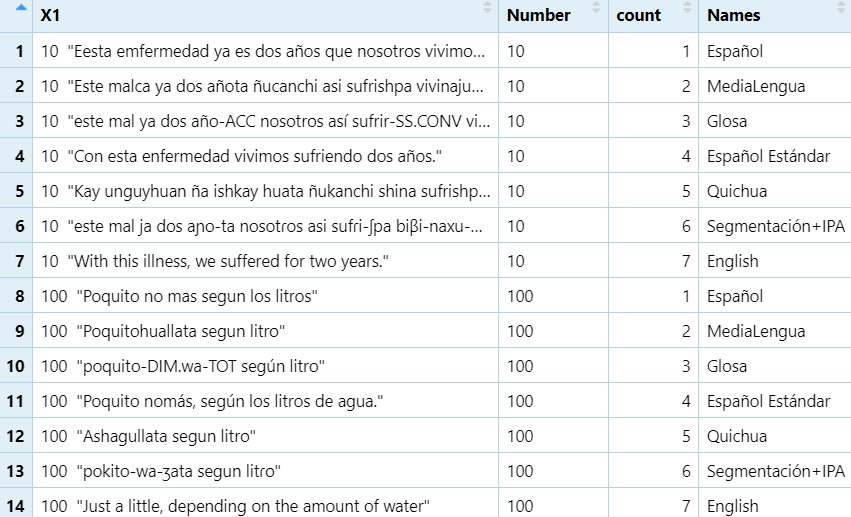 X1 Number count Names
1 10 "Eesta emfermedad ya es dos años que nosotros vivimo... 10 1 Español
2 10 "Este malca ya dos añota ñucanchi asi sufrishpa vivinaju... 10 2 MediaLengua
3 10 "este mal ya dos año-ACC nosotros así sufrir-SS.CONV vi... 10 3 Glosa
4 10 "Con esta enfermedad vivimos sufriendo dos años." 10 4 Español Estándar
5 10 "Kay unguyhuan ña ishkay huata ñukanchi shina sufrishp... 10 5 Quichua
6 10 "este mal ja dos aɲo-ta nosotros asi sufri-ʃpa biβi-naxu-... 10 6 Segmentación+IPA
7 10 "With this illness, we suffered for two years." 10 7 English
8 100 "Poquito no mas segun los litros" 100 1 Español
9 100 "Poquitohuallata segun litro" 100 2 MediaLengua
10 100 "poquito-DIM.wa-TOT según litro" 100 3 Glosa
11 100 "Poquito nomás, según los litros de agua." 100 4 Español Estándar
12 100 "Ashagullata segun litro" 100 5 Quichua
13 100 "pokito-wa-ʒata segun litɾo" 100 6 Segmentación+IPA
14 100 "Just a little, depending on the amount of water" 100 7 English